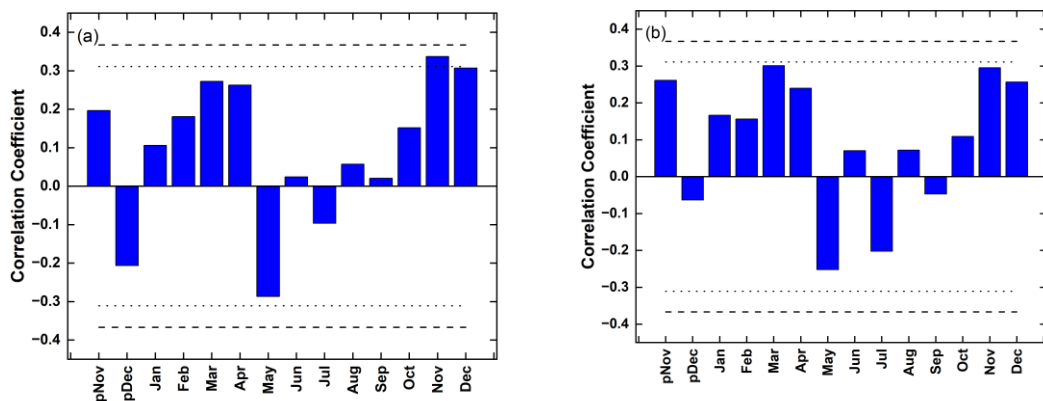 (a)
Correlation Coefficient
0.4
0.3
0.2
0.1
0.0
−0.1
−0.2
−0.3
−0.4
pNov
pDec
Jan
Feb
Mar
Apr
May
Jun
Jul
Aug
Sep
Oct
Nov
Dec
(b)
Correlation Coefficient
0.4
0.3
0.2
0.1
0.0
−0.1
−0.2
−0.3
−0.4
pNov
pDec
Jan
Feb
Mar
Apr
May
Jun
Jul
Aug
Sep
Oct
Nov
Dec